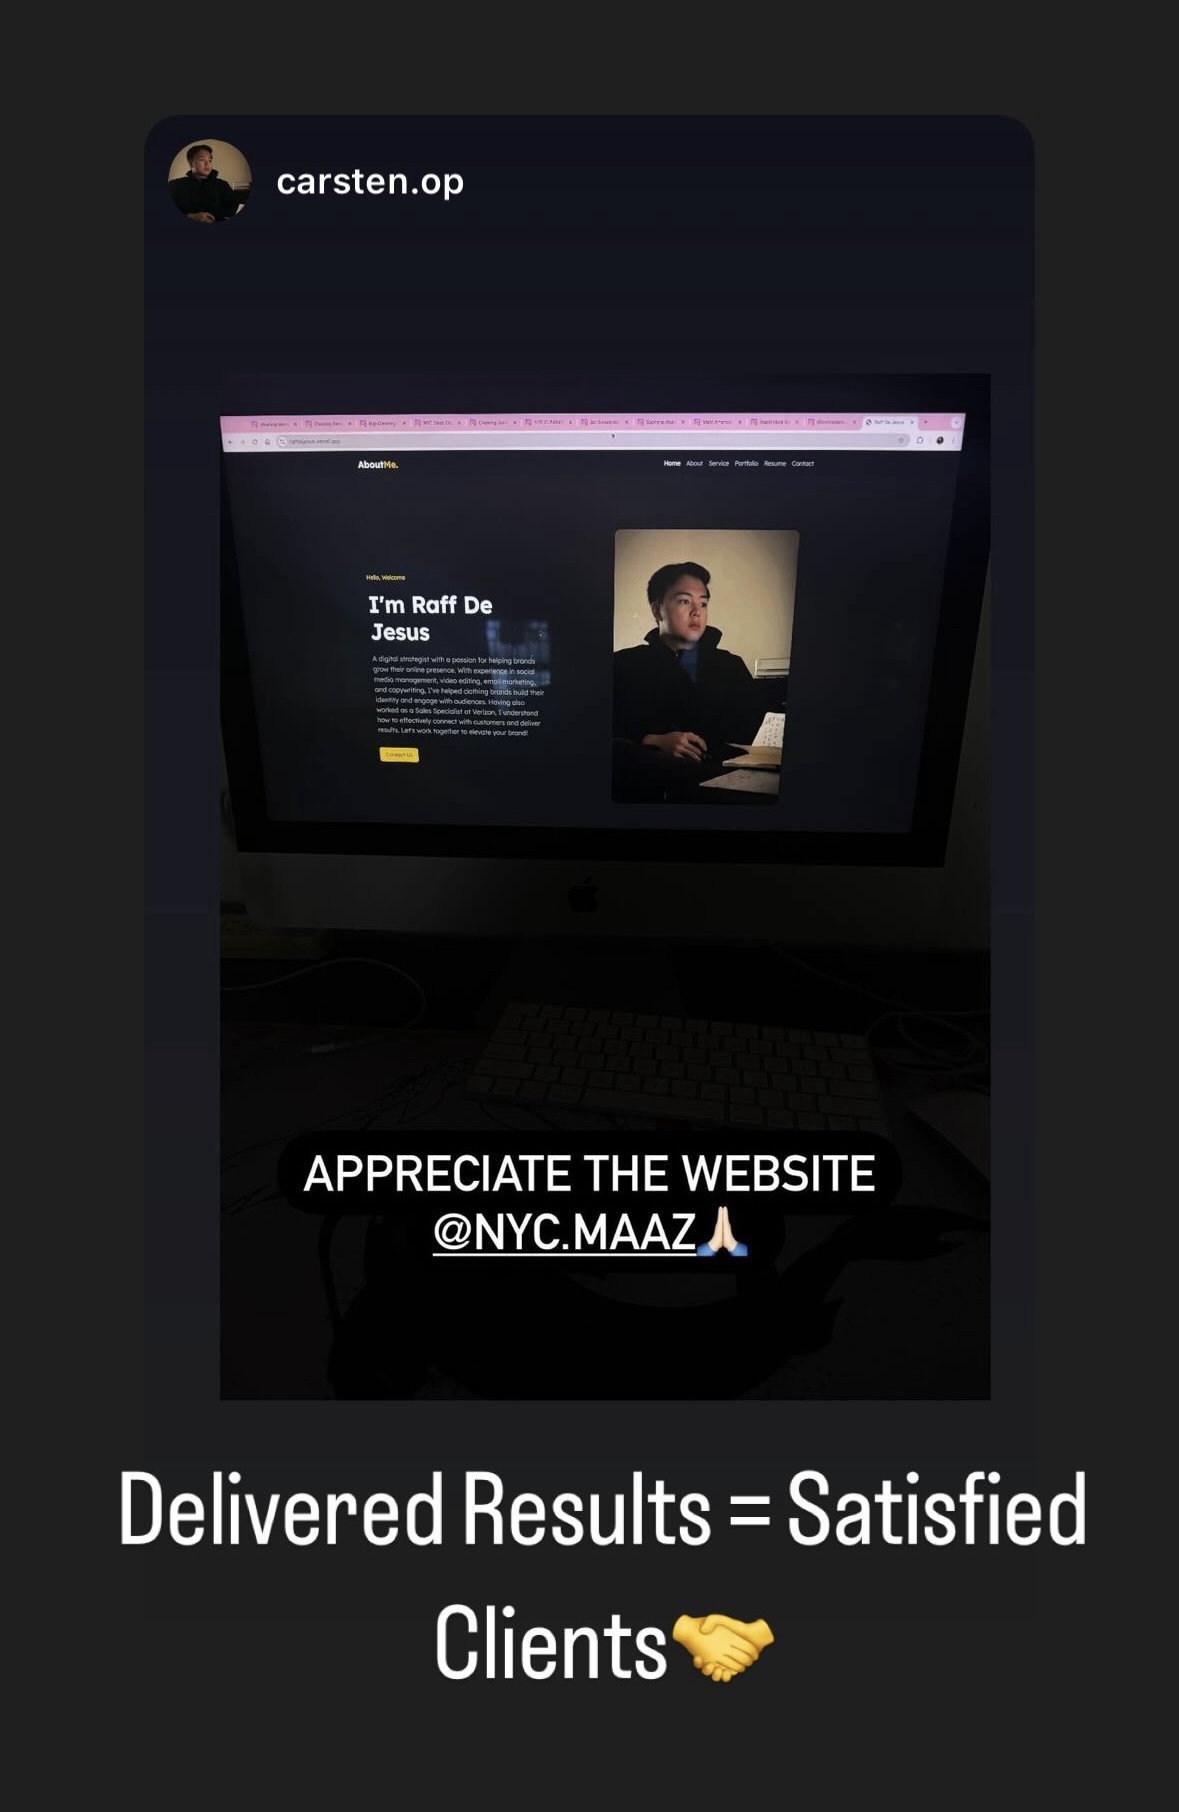 carsten.op
Raff De Jesus
AboutMe.
Home About Service Portfolio Resume Contact
Hello, Welcome
I'm Raff De
Jesus
A digital strategist with a passion for helping brands
grow their online presence. With experience in social
media management, video editing, email marketing,
and copywriting, I've helped clothing brands build their
identity and engage with audiences. Having also
worked as a Sales Specialist at Verizon, I understand
how to effectively connect with customers and deliver
results. Let's work together to elevate your brand!
Contact Us
APPRECIATE THE WEBSITE
@NYC.MAAZ🙏🏻
Delivered Results = Satisfied
Clients🤝